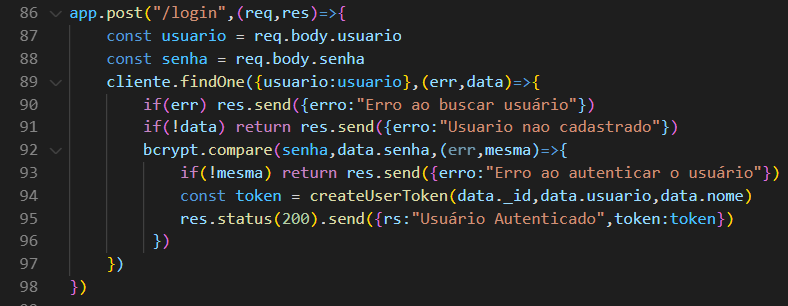 86 app.post("/login",(req,res)=>{
87     const usuario = req.body.usuario
88     const senha = req.body.senha
89     cliente.findOne({usuario:usuario},(err,data)=>{
90         if(err) res.send({erro:"Erro ao buscar usuário"})
91         if(!data) return res.send({erro:"Usuario nao cadastrado"})
92         bcrypt.compare(senha,data.senha,(err,mesma)=>{
93             if(!mesma) return res.send({erro:"Erro ao autenticar o usuário"})
94             const token = createUserToken(data._id,data.usuario,data.nome)
95             res.status(200).send({rs:"Usuário Autenticado",token:token})
96          })
97     })
98 })